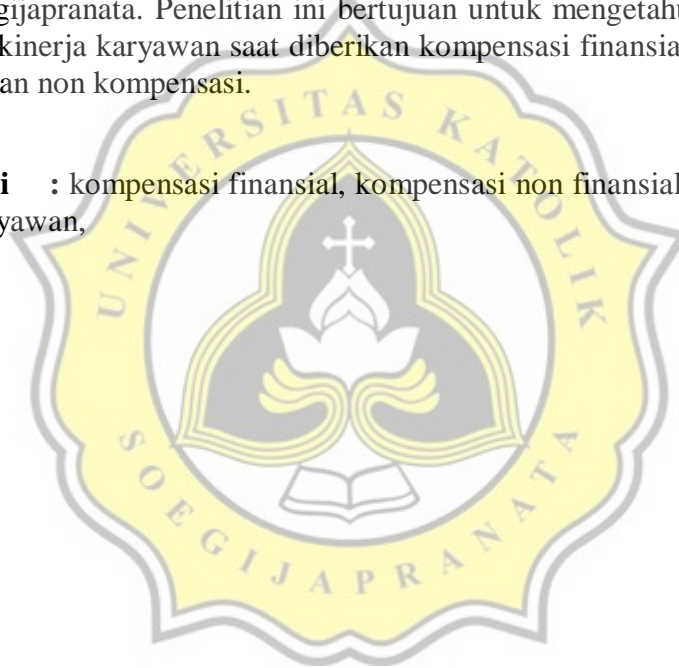 gijapranata. Penelitian ini bertujuan untuk mengetahu
kinerja karyawan saat diberikan kompensasi finansia
an non kompensasi.
i : kompensasi finansial, kompensasi non finansial
yawan,
UNIVERSITAS KATOLIK
SOEGIJAPRANATA